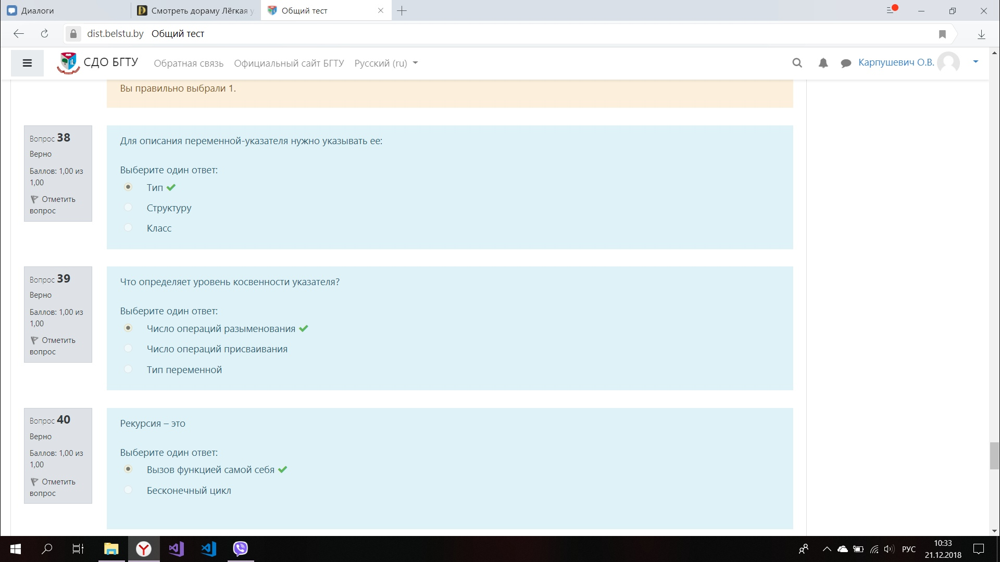 Диалоги
Смотреть дораму Лёгкая у
Общий тест
dist.belstu.by Общий тест
СДО БГТУ
Обратная связь
Официальный сайт БГТУ
Русский (ru)
Карпушевич О.В.
Вы правильно выбрали 1.
Вопрос 38
Верно
Баллов: 1,00 из
1,00
Отметить
вопрос
Для описания переменной-указателя нужно указывать ее:
Выберите один ответ:
Тип
Структуру
Класс
Вопрос 39
Верно
Баллов: 1,00 из
1,00
Отметить
вопрос
Что определяет уровень косвенности указателя?
Выберите один ответ:
Число операций разыменования
Число операций присваивания
Тип переменной
Вопрос 40
Верно
Баллов: 1,00 из
1,00
Отметить
вопрос
Рекурсия – это
Выберите один ответ:
Вызов функцией самой себя
Бесконечный цикл
РУС
10:33
21.12.2018